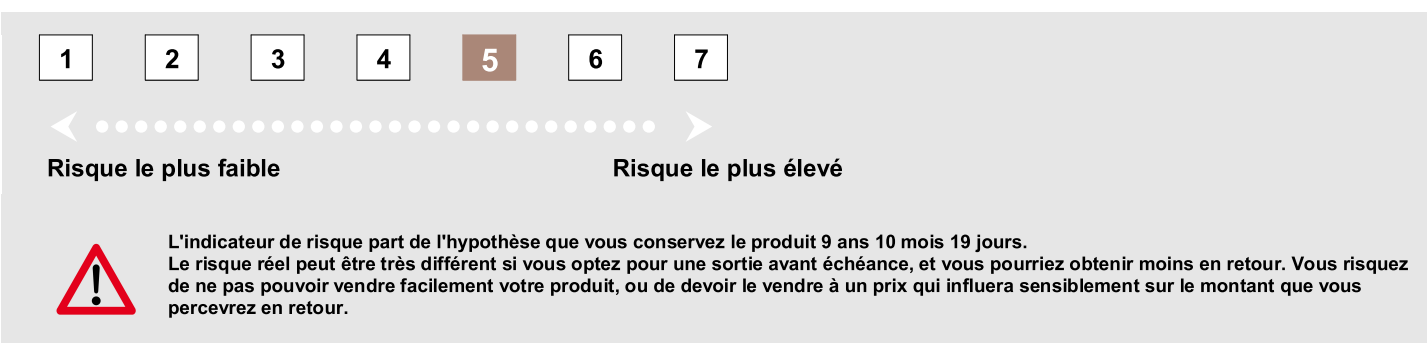 1 2 3 4 5 6 7
Risque le plus faible Risque le plus élevé
L'indicateur de risque part de l'hypothèse que vous conservez le produit 9 ans 10 mois 19 jours.
Le risque réel peut être très différent si vous optez pour une sortie avant échéance, et vous pourriez obtenir moins en retour. Vous risquez
de ne pas pouvoir vendre facilement votre produit, ou de devoir le vendre à un prix qui influera sensiblement sur le montant que vous
percevrez en retour.